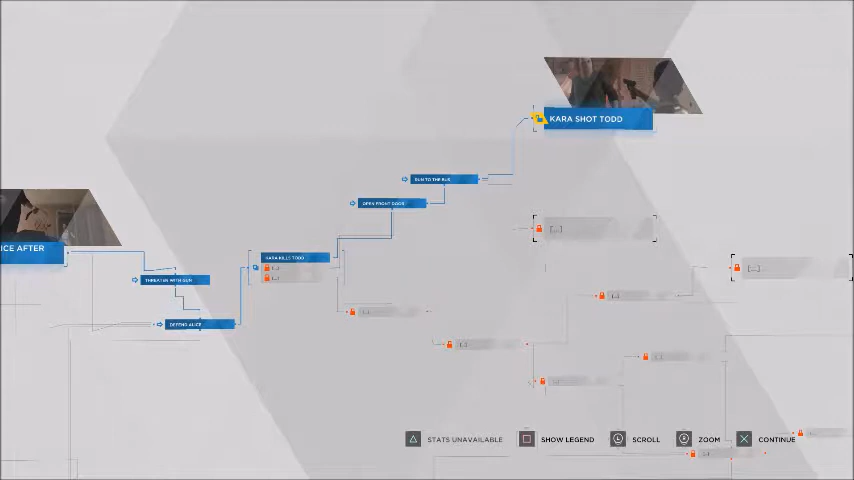 KARA SHOT TODD
RUN TO THE BUS
OPEN FRONT DOOR
[...]
ICE AFTER
KARA KILLS TODD
[...]
[...]
[...]
THREATEN WITH GUN
[...]
[...]
DEFEND ALICE
[...]
[...]
[...]
STATS UNAVAILABLE
SHOW LEGEND
L
SCROLL
R
ZOOM
CONTINUE
[...]